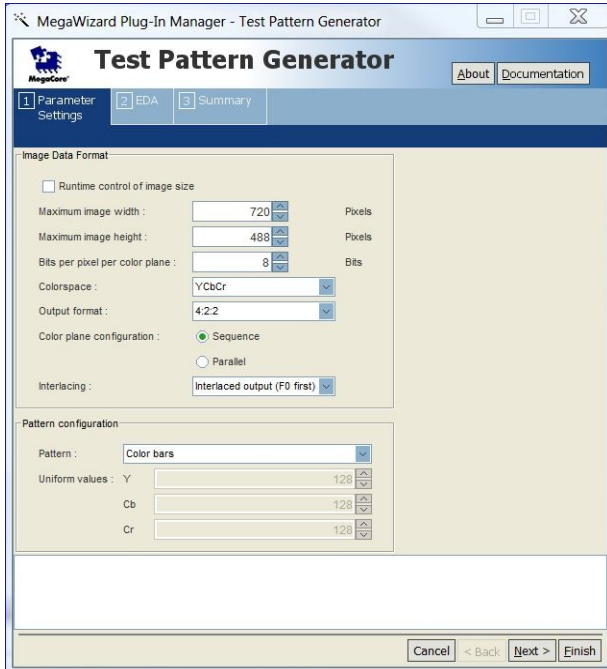 MegaWizard Plug-In Manager - Test Pattern Generator
MegaCore®
Test Pattern Generator
About Documentation
1 Parameter Settings
2 EDA
3 Summary
Image Data Format
Runtime control of image size
Maximum image width : 720 Pixels
Maximum image height : 488 Pixels
Bits per pixel per color plane : 8 Bits
Colorspace : YCbCr
Output format : 4:2:2
Color plane configuration : Sequence
Parallel
Interlacing : Interlaced output (F0 first)
Pattern configuration
Pattern : Color bars
Uniform values : Y 128
Cb 128
Cr 128
Cancel < Back Next > Finish